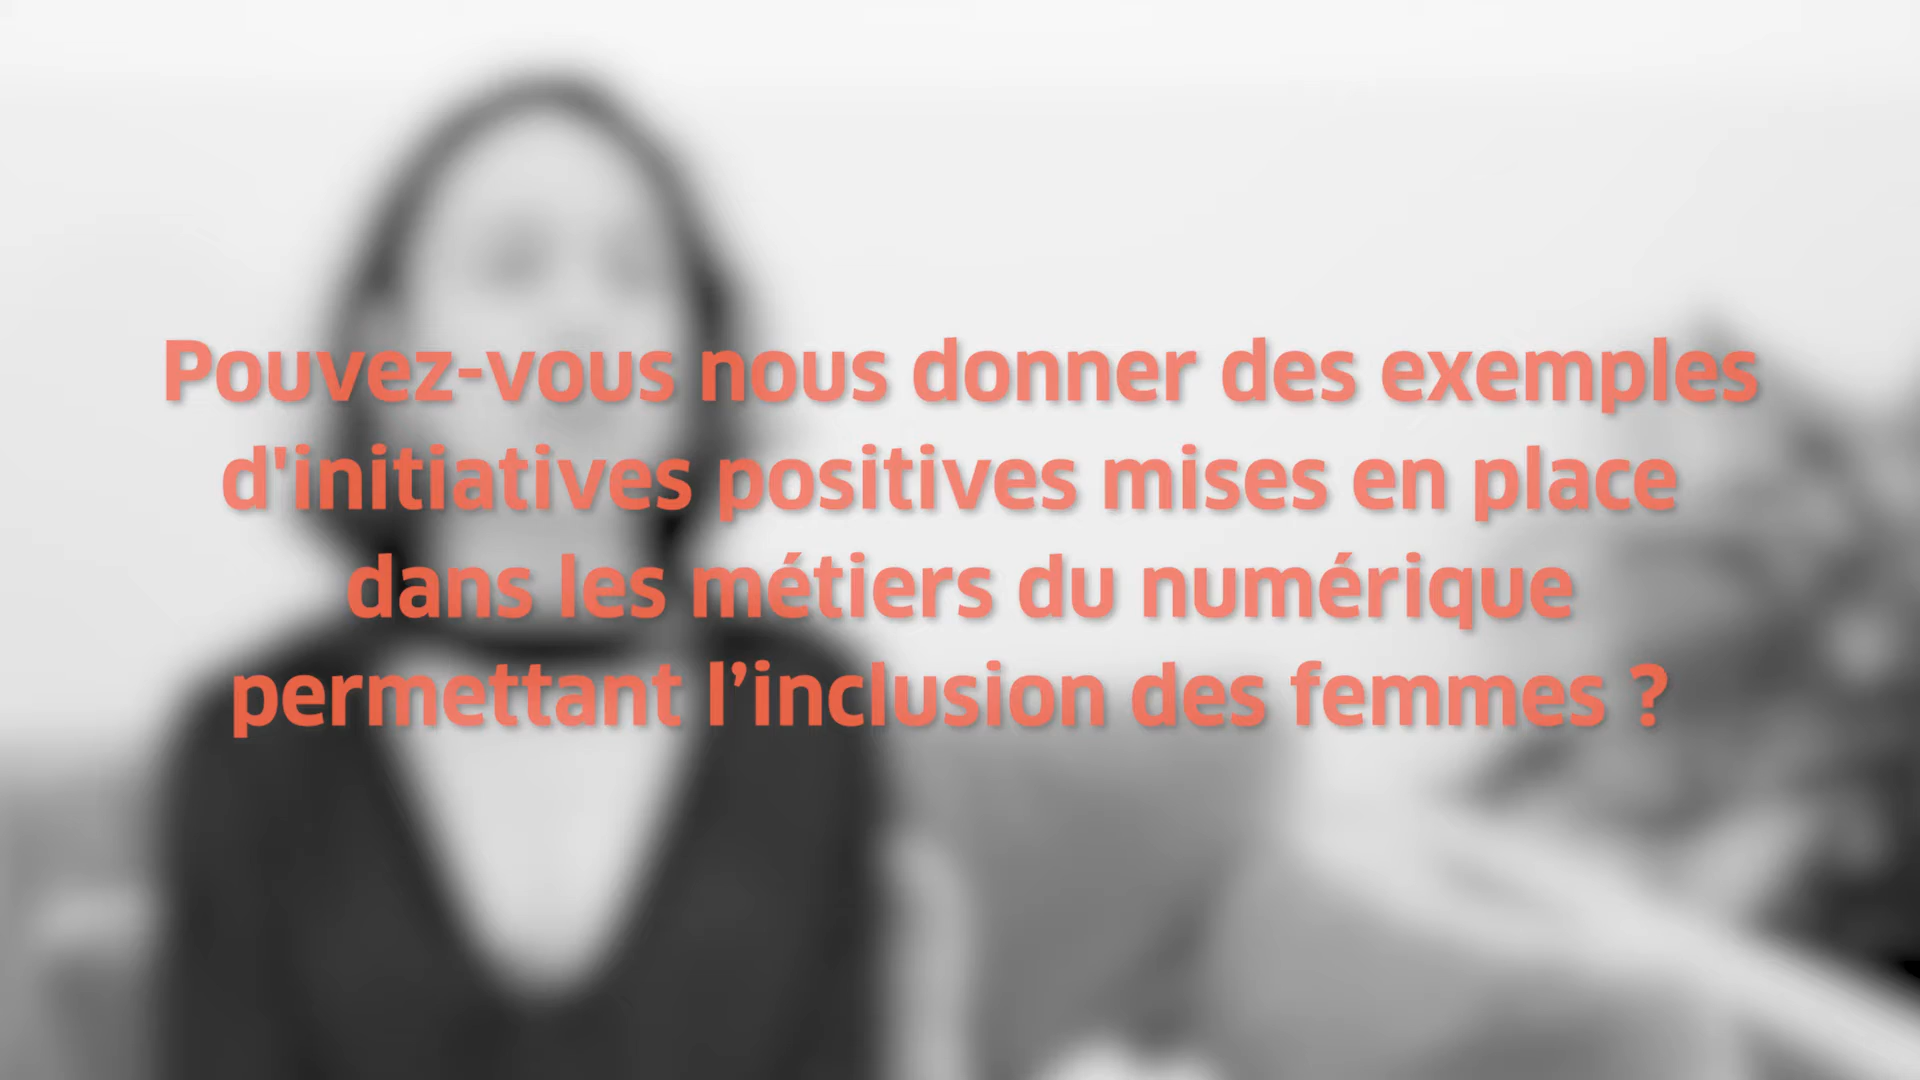 Pouvez-vous nous donner des exemples
d'initiatives positives mises en place
dans les métiers du numérique
permettant l’inclusion des femmes ?